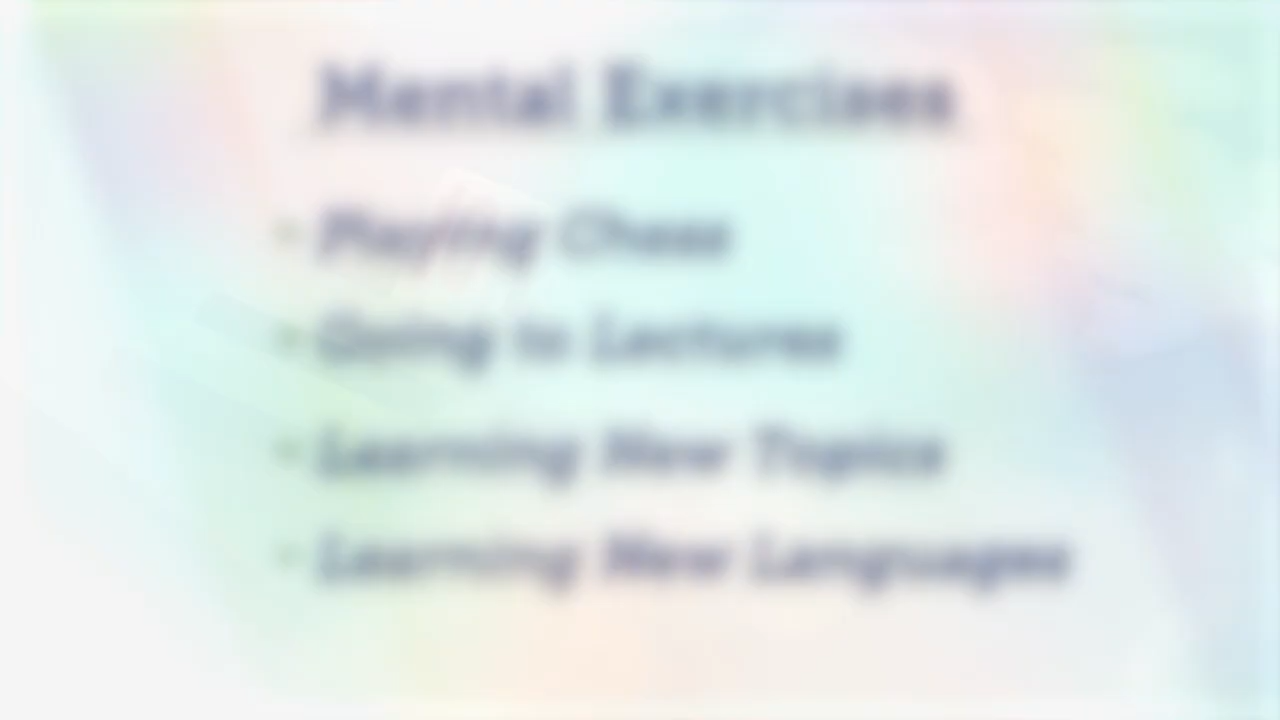 Mental Exercises
• Playing Chess
• Going to Lectures
• Learning New Topics
• Learning New Languages